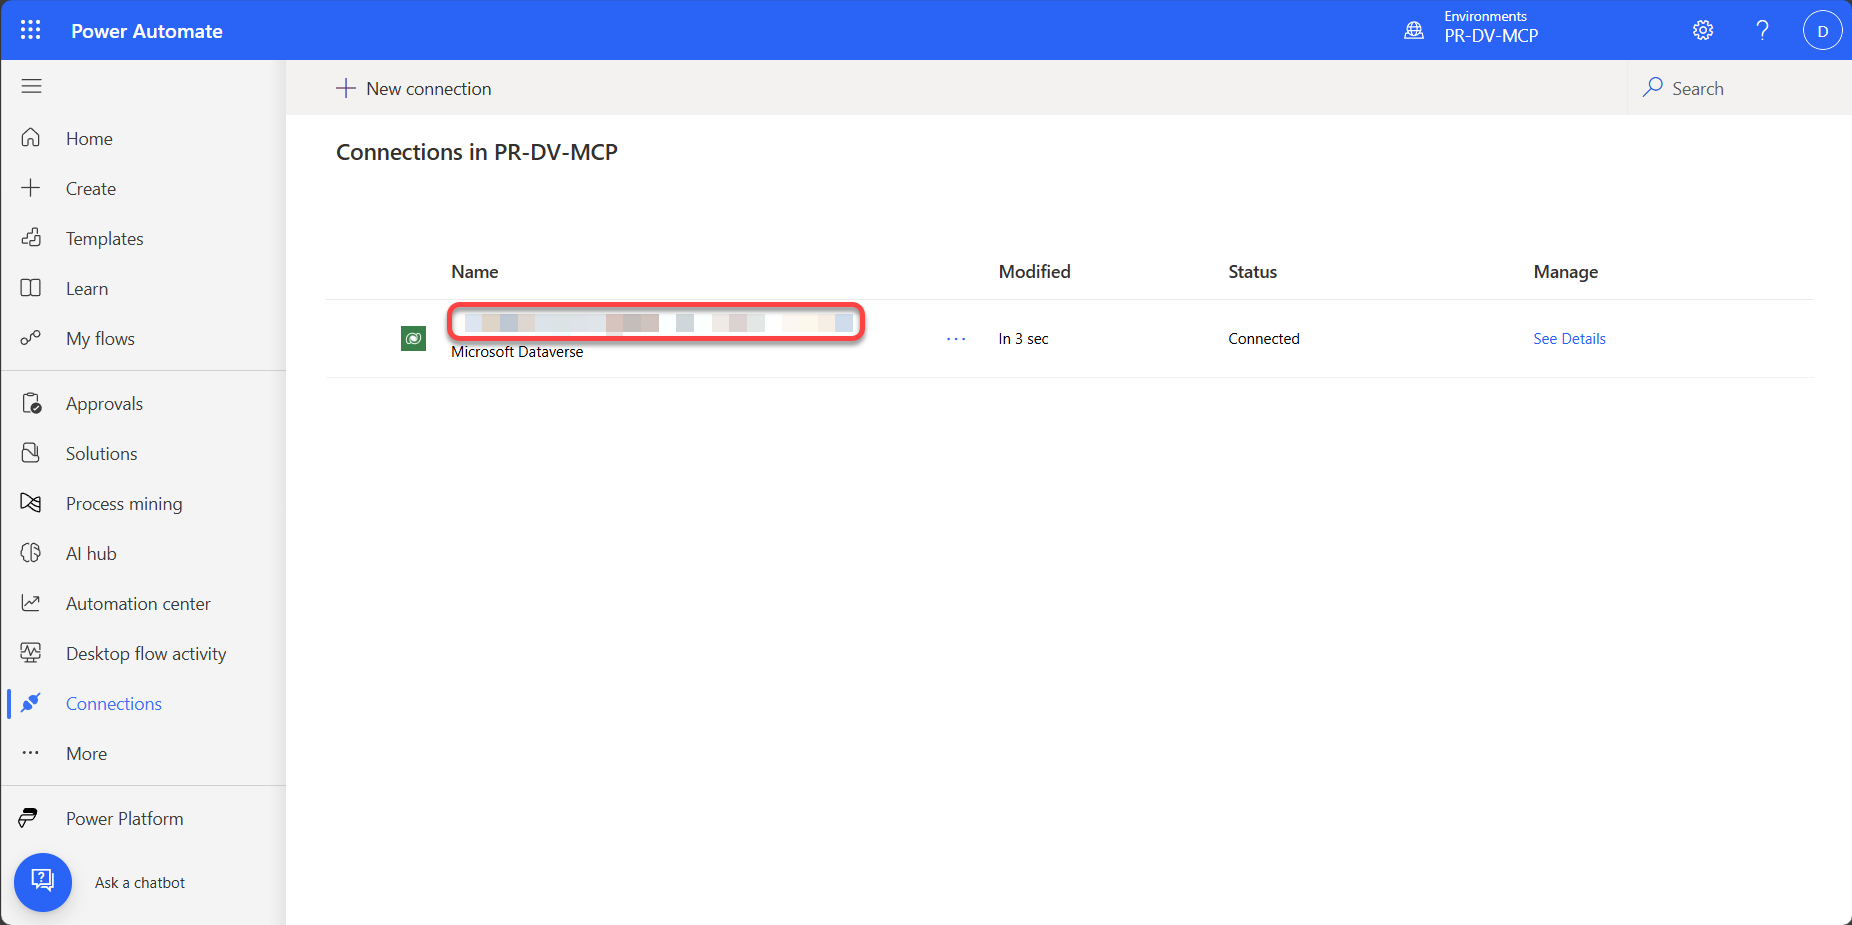 Power Automate
Environments
PR-DV-MCP
?
D
New connection
Search
Home
Create
Templates
Learn
My flows
Approvals
Solutions
Process mining
AI hub
Automation center
Desktop flow activity
Connections
More
Power Platform
Ask a chatbot
Connections in PR-DV-MCP
Name Modified Status Manage
Microsoft Dataverse
··· In 3 sec Connected See Details